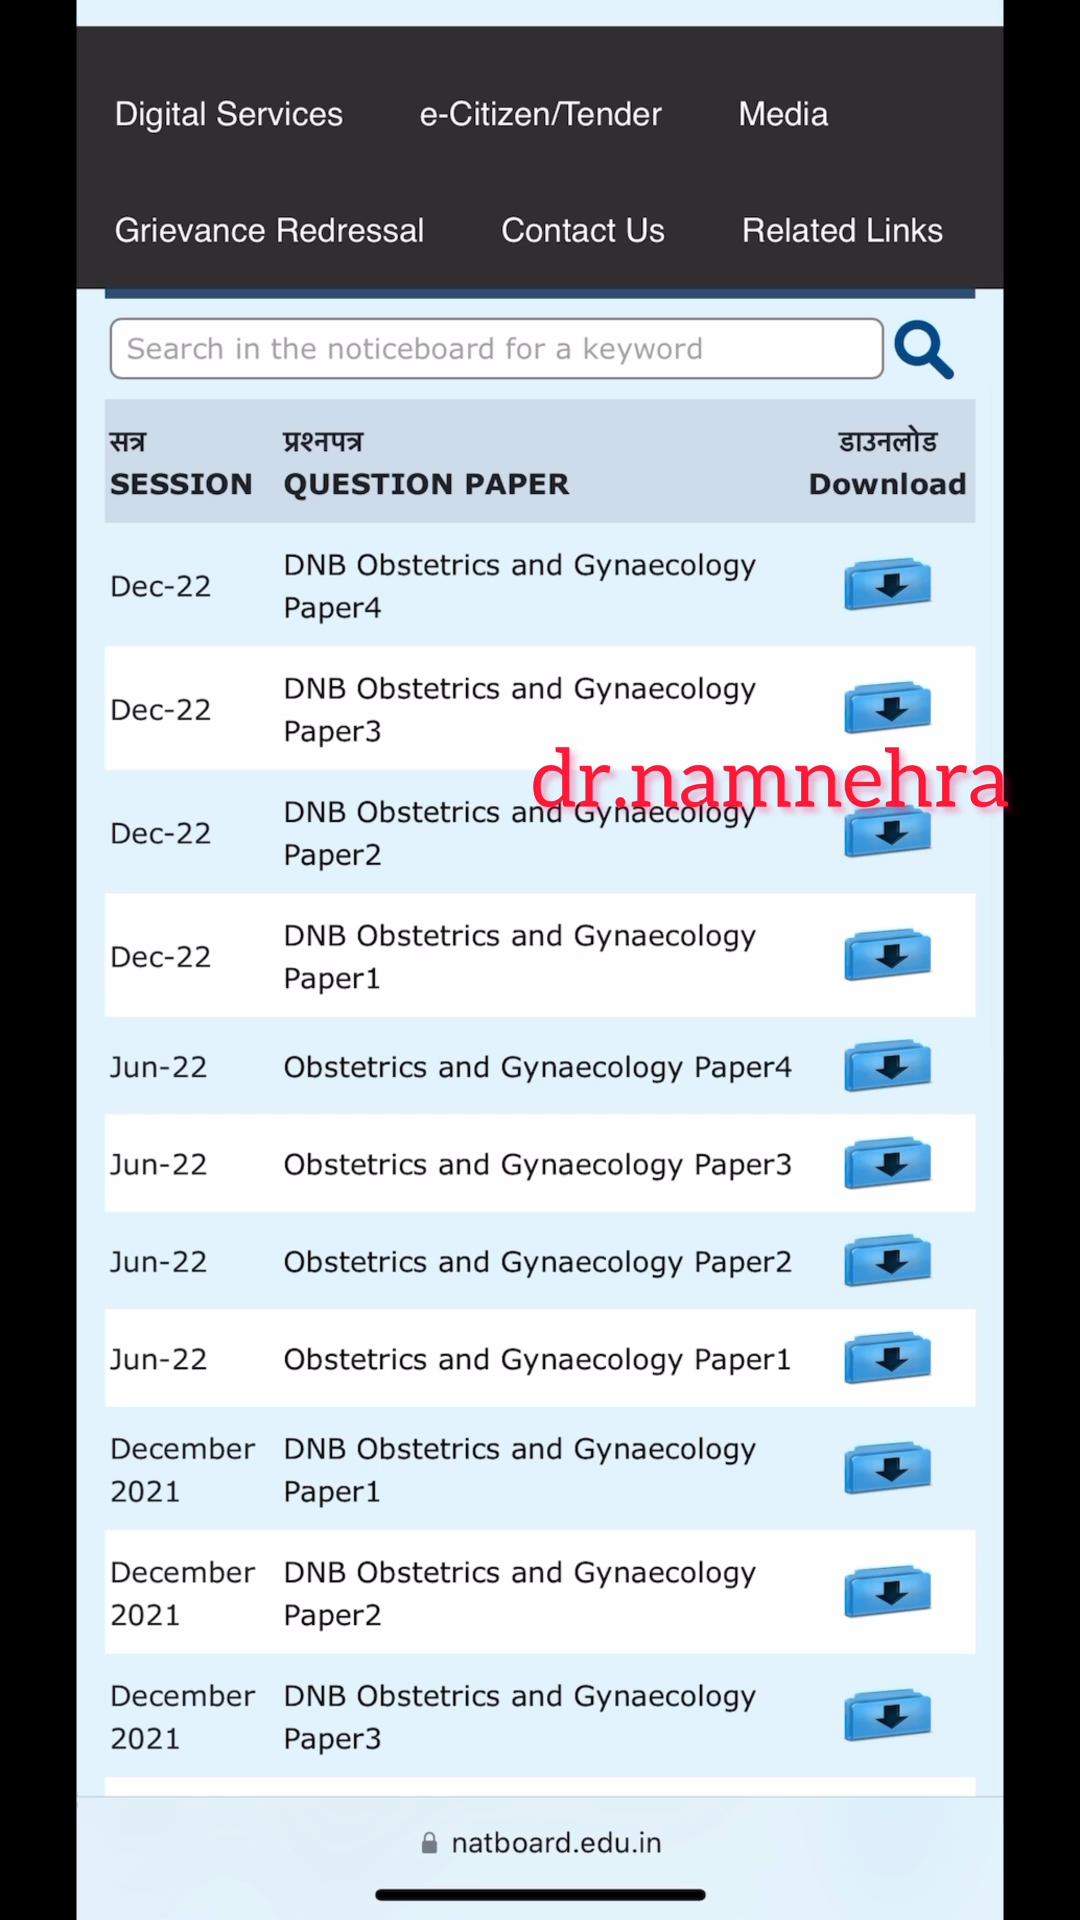 Digital Services e-Citizen/Tender Media
Grievance Redressal Contact Us Related Links
Search in the noticeboard for a keyword
सत्र प्रश्नपत्र डाउनलोड
SESSION QUESTION PAPER Download
DNB Obstetrics and Gynaecology
Dec-22
Paper4
DNB Obstetrics and Gynaecology
Dec-22
Paper3
dr.namnehra
DNB Obstetrics and Gynaecology
Dec-22
Paper2
DNB Obstetrics and Gynaecology
Dec-22
Paper1
Jun-22 Obstetrics and Gynaecology Paper4
Jun-22 Obstetrics and Gynaecology Paper3
Jun-22 Obstetrics and Gynaecology Paper2
Jun-22 Obstetrics and Gynaecology Paper1
December DNB Obstetrics and Gynaecology
2021 Paper1
December DNB Obstetrics and Gynaecology
2021 Paper2
December DNB Obstetrics and Gynaecology
2021 Paper3
natboard.edu.in